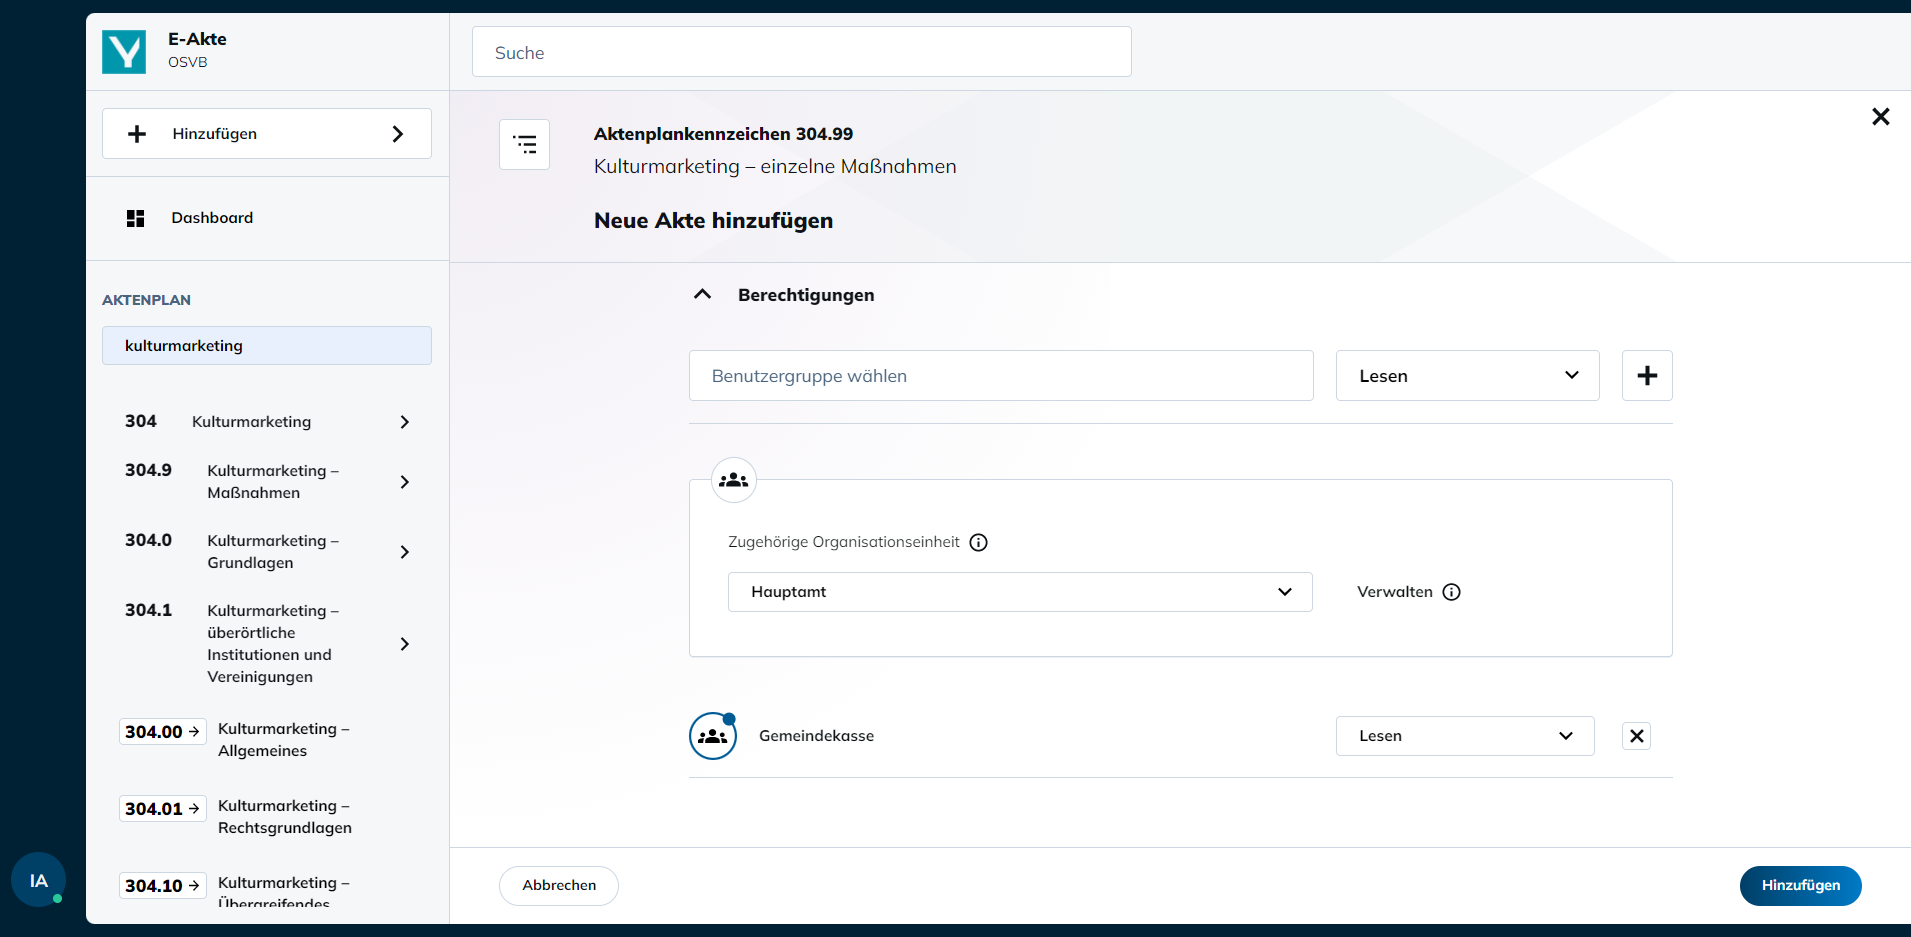 E-Akte
OSVB
Suche
Hinzufügen
Dashboard
AKTENPLAN
kulturmarketing
304 Kulturmarketing
304.9 Kulturmarketing –
Maßnahmen
304.0 Kulturmarketing –
Grundlagen
304.1 Kulturmarketing –
überörtliche
Institutionen und
Vereinigungen
304.00 → Kulturmarketing –
Allgemeines
304.01 → Kulturmarketing –
Rechtsgrundlagen
304.10 → Kulturmarketing –
Übergreifendes
IA
Aktenplankennzeichen 304.99
Kulturmarketing – einzelne Maßnahmen
Neue Akte hinzufügen
Berechtigungen
Benutzergruppe wählen
Lesen
Zugehörige Organisationseinheit
Hauptamt
Verwalten
Gemeindekasse
Lesen
Abbrechen
Hinzufügen